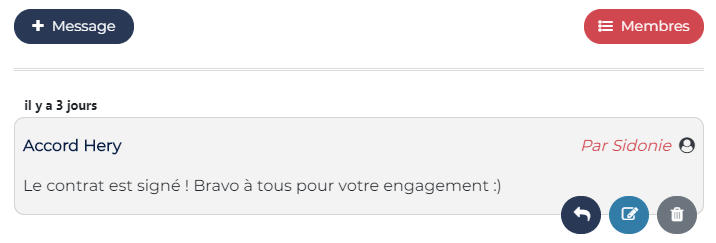 Message
Membres
il y a 3 jours
Accord Hery
Par Sidonie
Le contrat est signé ! Bravo à tous pour votre engagement :)